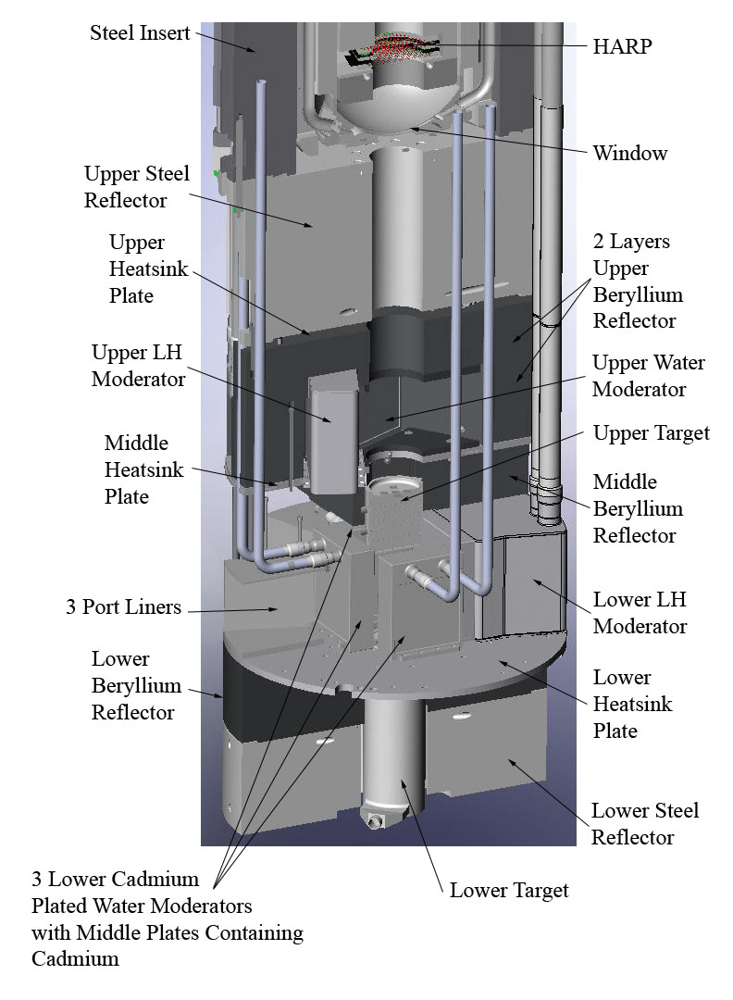 Steel Insert
HARP
Window
Upper Steel
Reflector
Upper
Heatsink
Plate
2 Layers
Upper
Beryllium
Reflector
Upper LH
Moderator
Upper Water
Moderator
Middle
Heatsink
Plate
Upper Target
Middle
Beryllium
Reflector
3 Port Liners
Lower LH
Moderator
Lower
Beryllium
Reflector
Lower
Heatsink
Plate
Lower Steel
Reflector
3 Lower Cadmium
Plated Water Moderators
with Middle Plates Containing
Cadmium
Lower Target